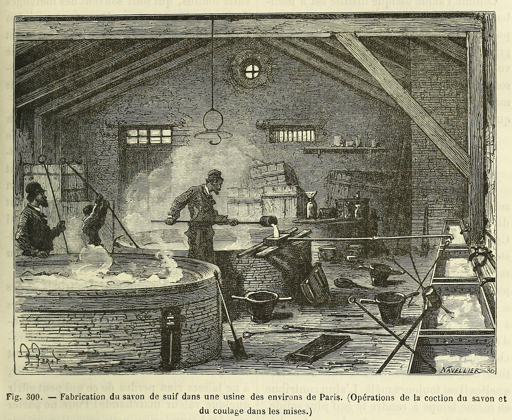 NAVELLIER
Fig. 300. — Fabrication du savon de suif dans une usine des environs de Paris. (Opérations de la coction du savon et
du coulage dans les mises.)